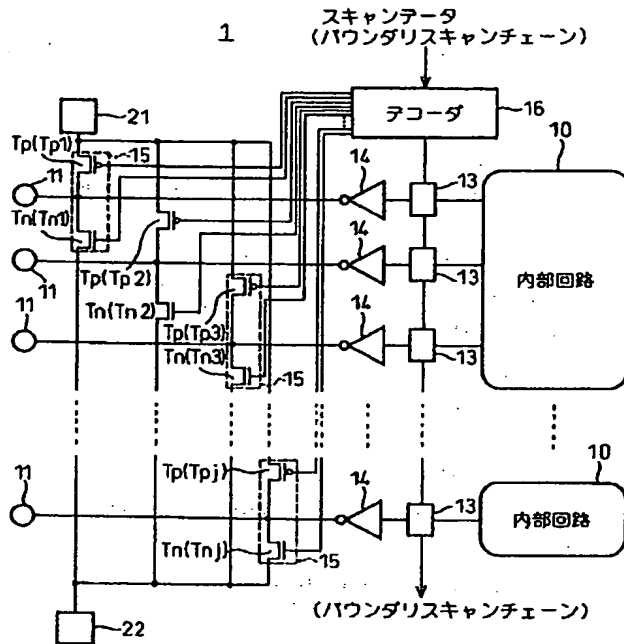 スキャンデータ
(バウンダリスキャンチェーン)
1
21
デコーダ
16
10
Tp(Tp1)
15
11
14
13
Tn(Tn1)
14
13
内部回路
11
Tp(Tp2)
Tn(Tn2)
11
Tp(Tp3)
14
13
Tn(Tn3)
15
11
Tp(Tpj)
14
13
10
内部回路
Tn(Tnj)
15
22
(バウンダリスキャンチェーン)